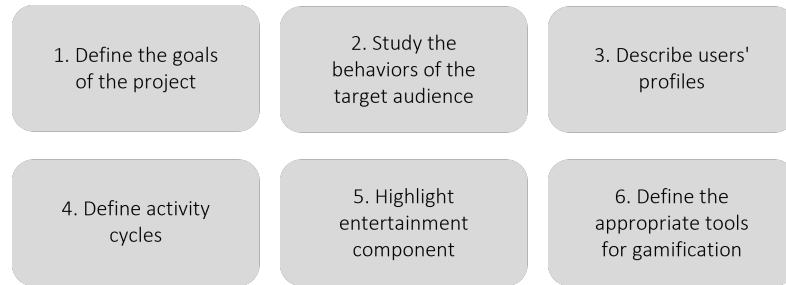 1. Define the goals
of the project
2. Study the
behaviors of the
target audience
3. Describe users'
profiles
4. Define activity
cycles
5. Highlight
entertainment
component
6. Define the
appropriate tools
for gamification